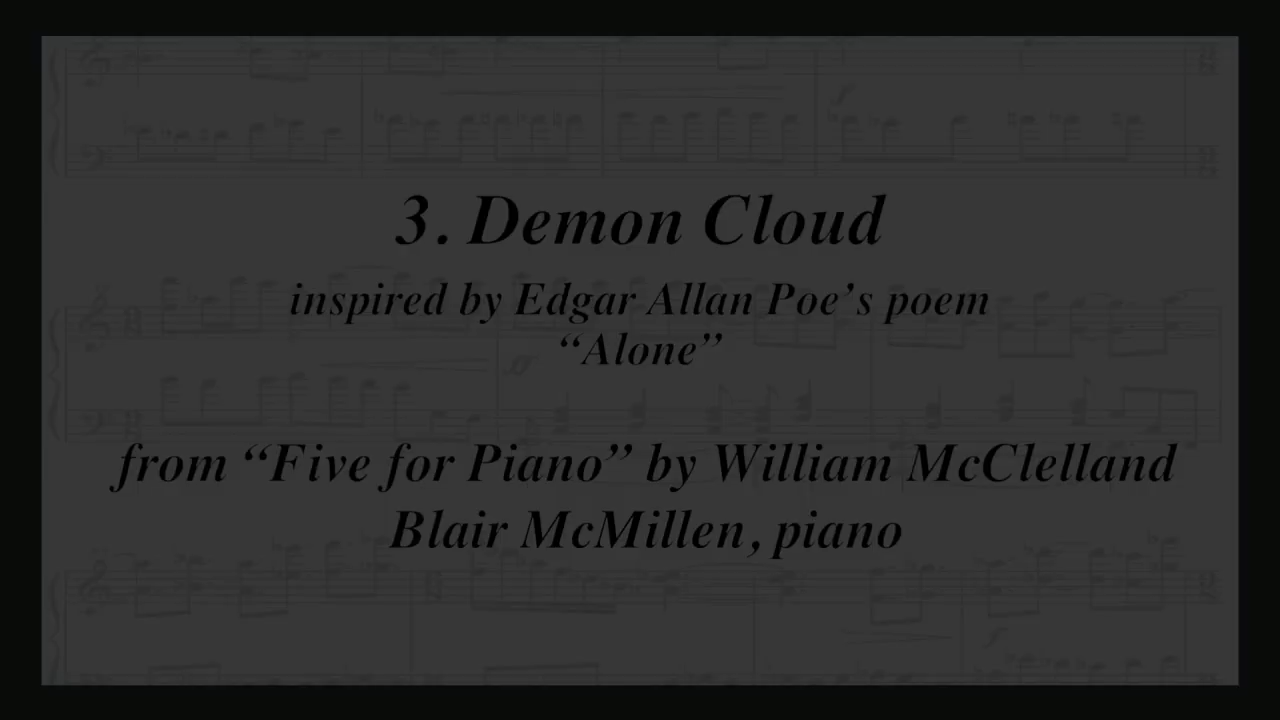 3. Demon Cloud
inspired by Edgar Allan Poe’s poem
“Alone”
from “Five for Piano” by William McClelland
Blair McMillen, piano